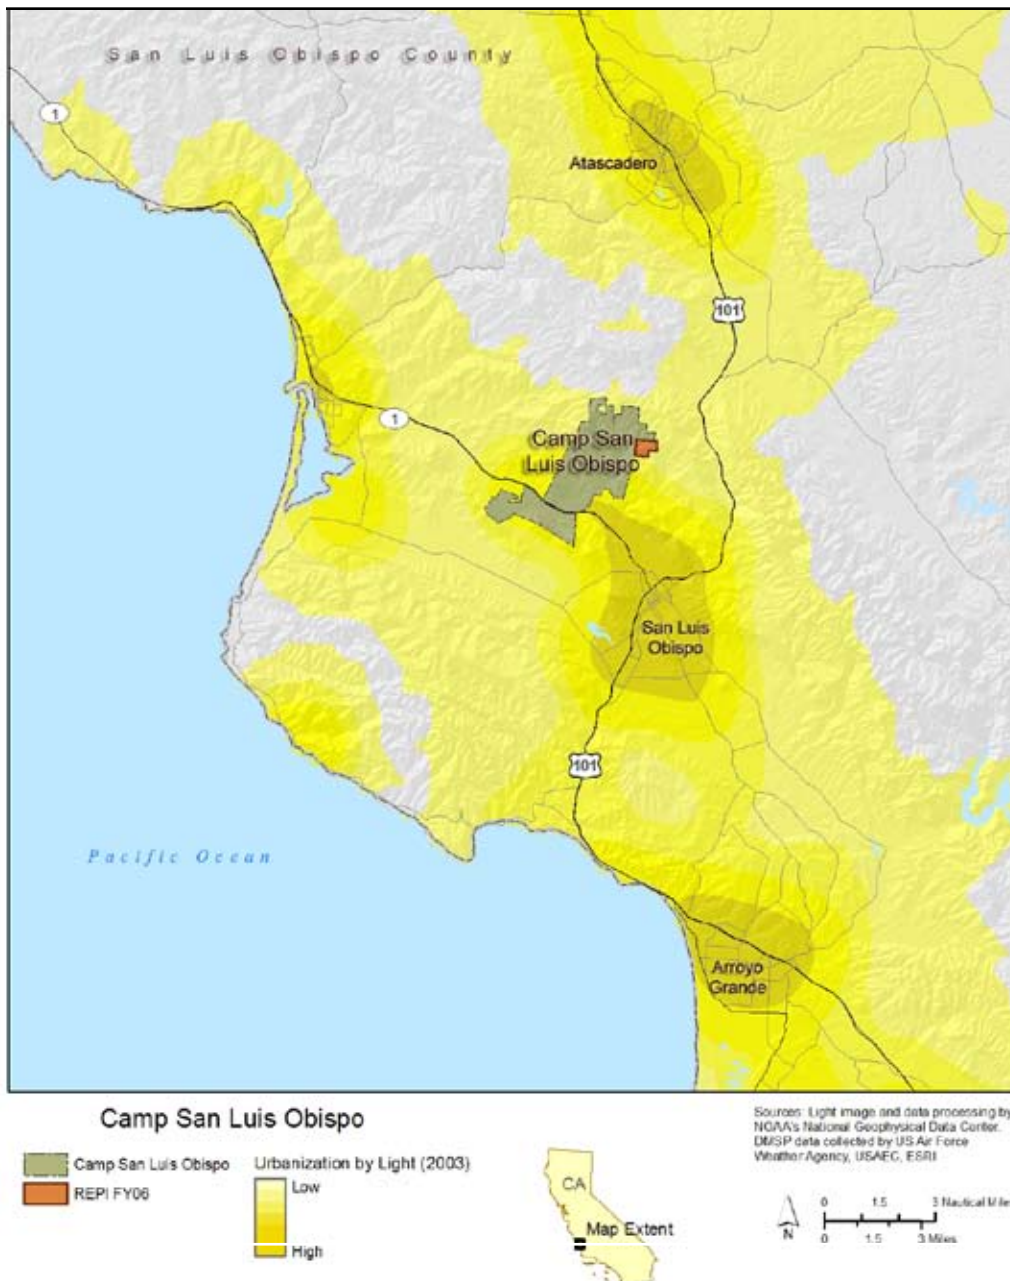 San Luis Obispo County
1
Atascadero
101
1
Camp San
Luis Obispo
San Luis
Obispo
101
Pacific Ocean
Arroyo
Grande
Camp San Luis Obispo
Camp San Luis Obispo
REPI FY06
Urbanization by Light (2003)
Low
High
CA
Map Extent
Sources: Light image and data processing by
NOAA's National Geophysical Data Center.
DMSP data collected by US Air Force
Weather Agency, USAEC, ESRI
N
0 1.5 3 Nautical Miles
0 1.5 3 Miles